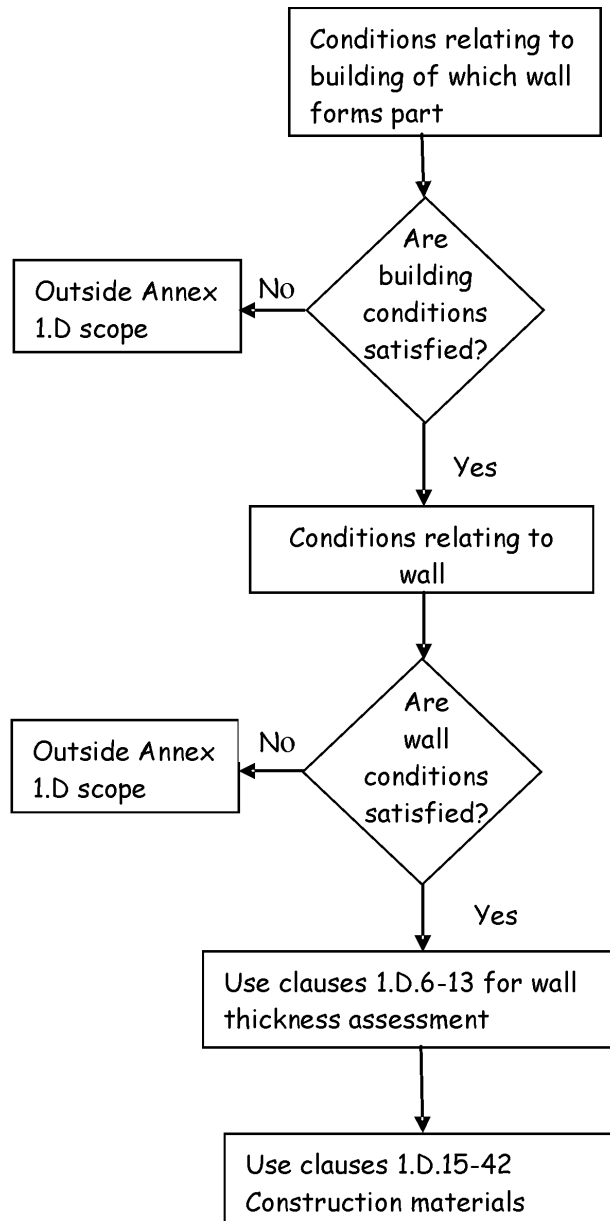 Conditions relating to
building of which wall
forms part
Are
building
conditions
satisfied?
No
Outside Annex
1.D scope
Yes
Conditions relating to
wall
Are
wall
conditions
satisfied?
No
Outside Annex
1.D scope
Yes
Use clauses 1.D.6-13 for wall
thickness assessment
Use clauses 1.D.15-42
Construction materials